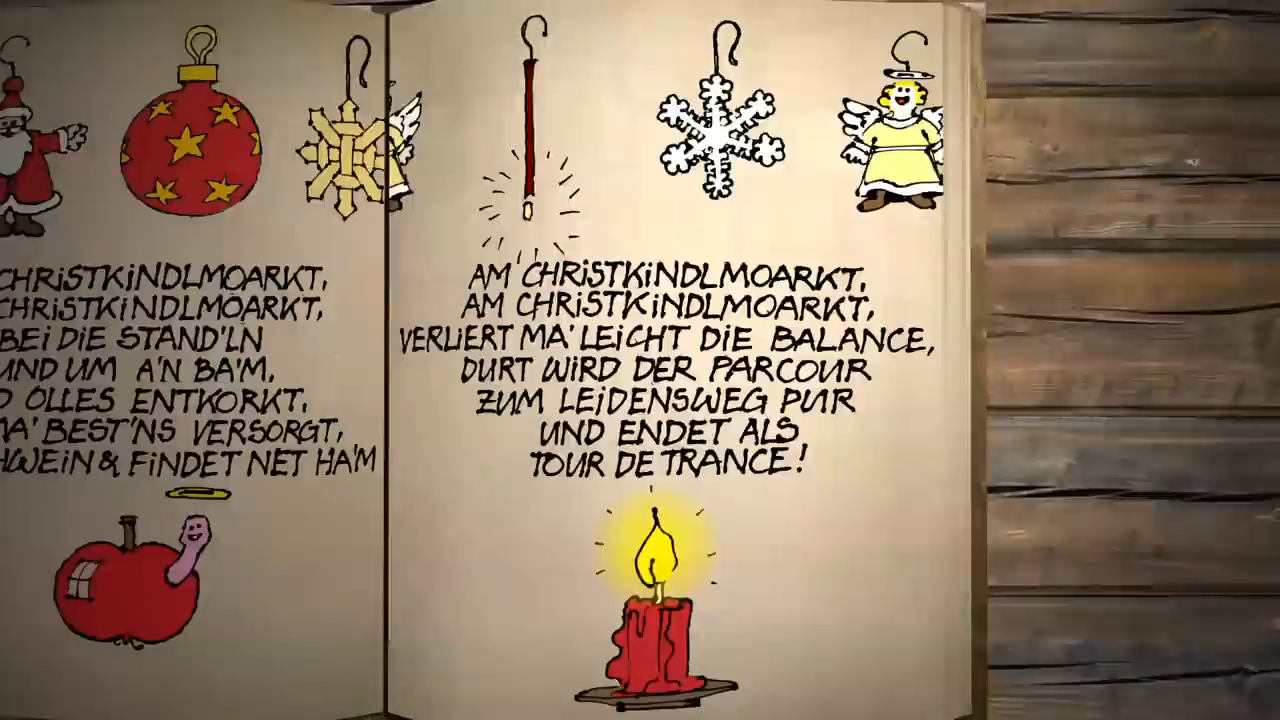 CHRiSTKiNDLMOARKT,
CHRiSTKiNDLMOARKT,
BEi DiE STAND'LN
UND UM A'N BA'M,
OLLES ENTKORKT,
MA' BEST'NS VERSORGT,
& FiNDET NET HA'M
AM CHRiSTKiNDLMOARKT,
AM CHRiSTKiNDLMOARKT,
VERLiERT MA' LEiCHT DiE BALANCE,
DURT WiRD DER PARCOUR
ZUM LEiDENSWEG PUR
UND ENDET ALS
TOUR DE TRANCE!